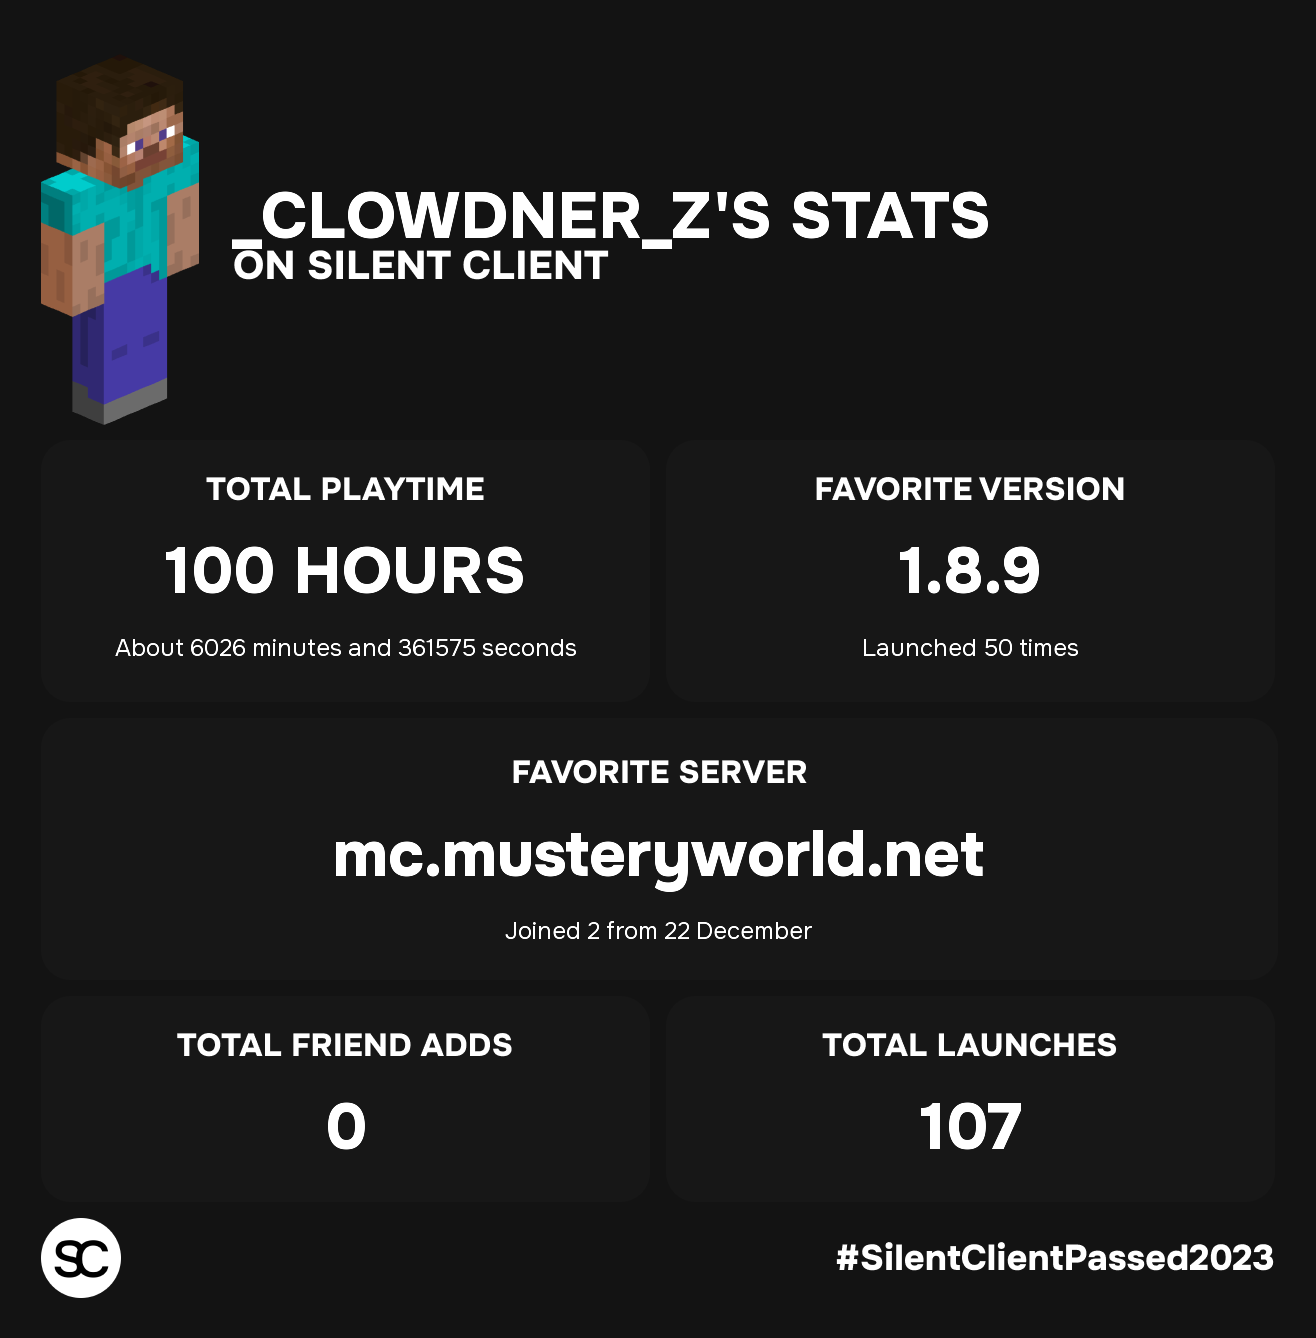 _CLOWDNER_Z'S STATS
ON SILENT CLIENT
TOTAL PLAYTIME
100 HOURS
About 6026 minutes and 361575 seconds
FAVORITE VERSION
1.8.9
Launched 50 times
FAVORITE SERVER
mc.musteryworld.net
Joined 2 from 22 December
TOTAL FRIEND ADDS
0
TOTAL LAUNCHES
107
SC
#SilentClientPassed2023